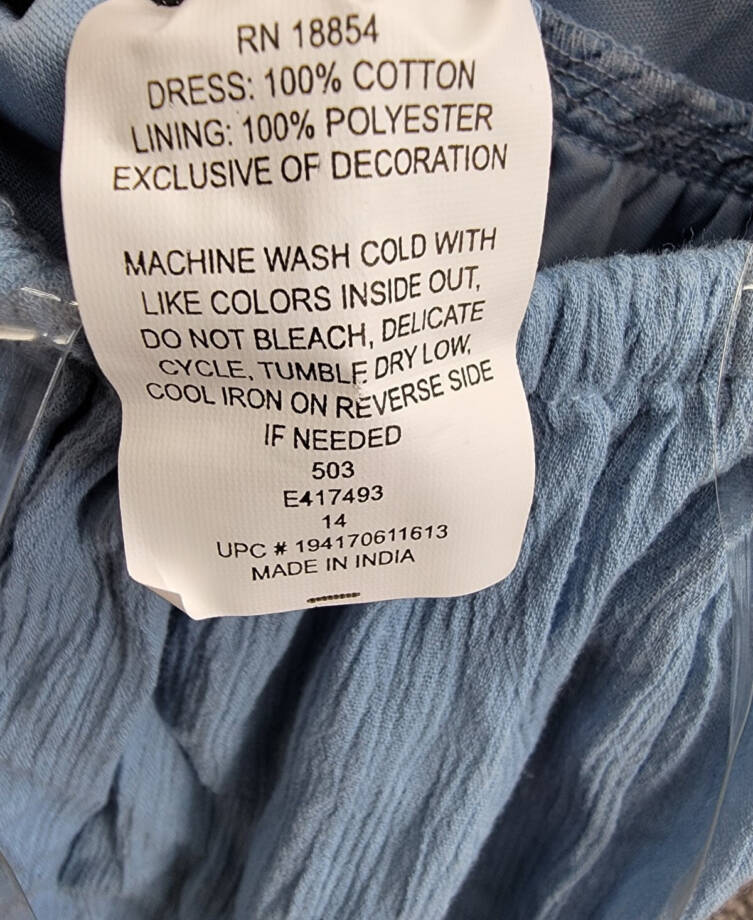 RN 18854
DRESS: 100% COTTON
LINING: 100% POLYESTER
EXCLUSIVE OF DECORATION
MACHINE WASH COLD WITH
LIKE COLORS INSIDE OUT,
DO NOT BLEACH, DELICATE
CYCLE, TUMBLE DRY LOW,
COOL IRON ON REVERSE SIDE
IF NEEDED
503
E417493
14
UPC # 194170611613
MADE IN INDIA